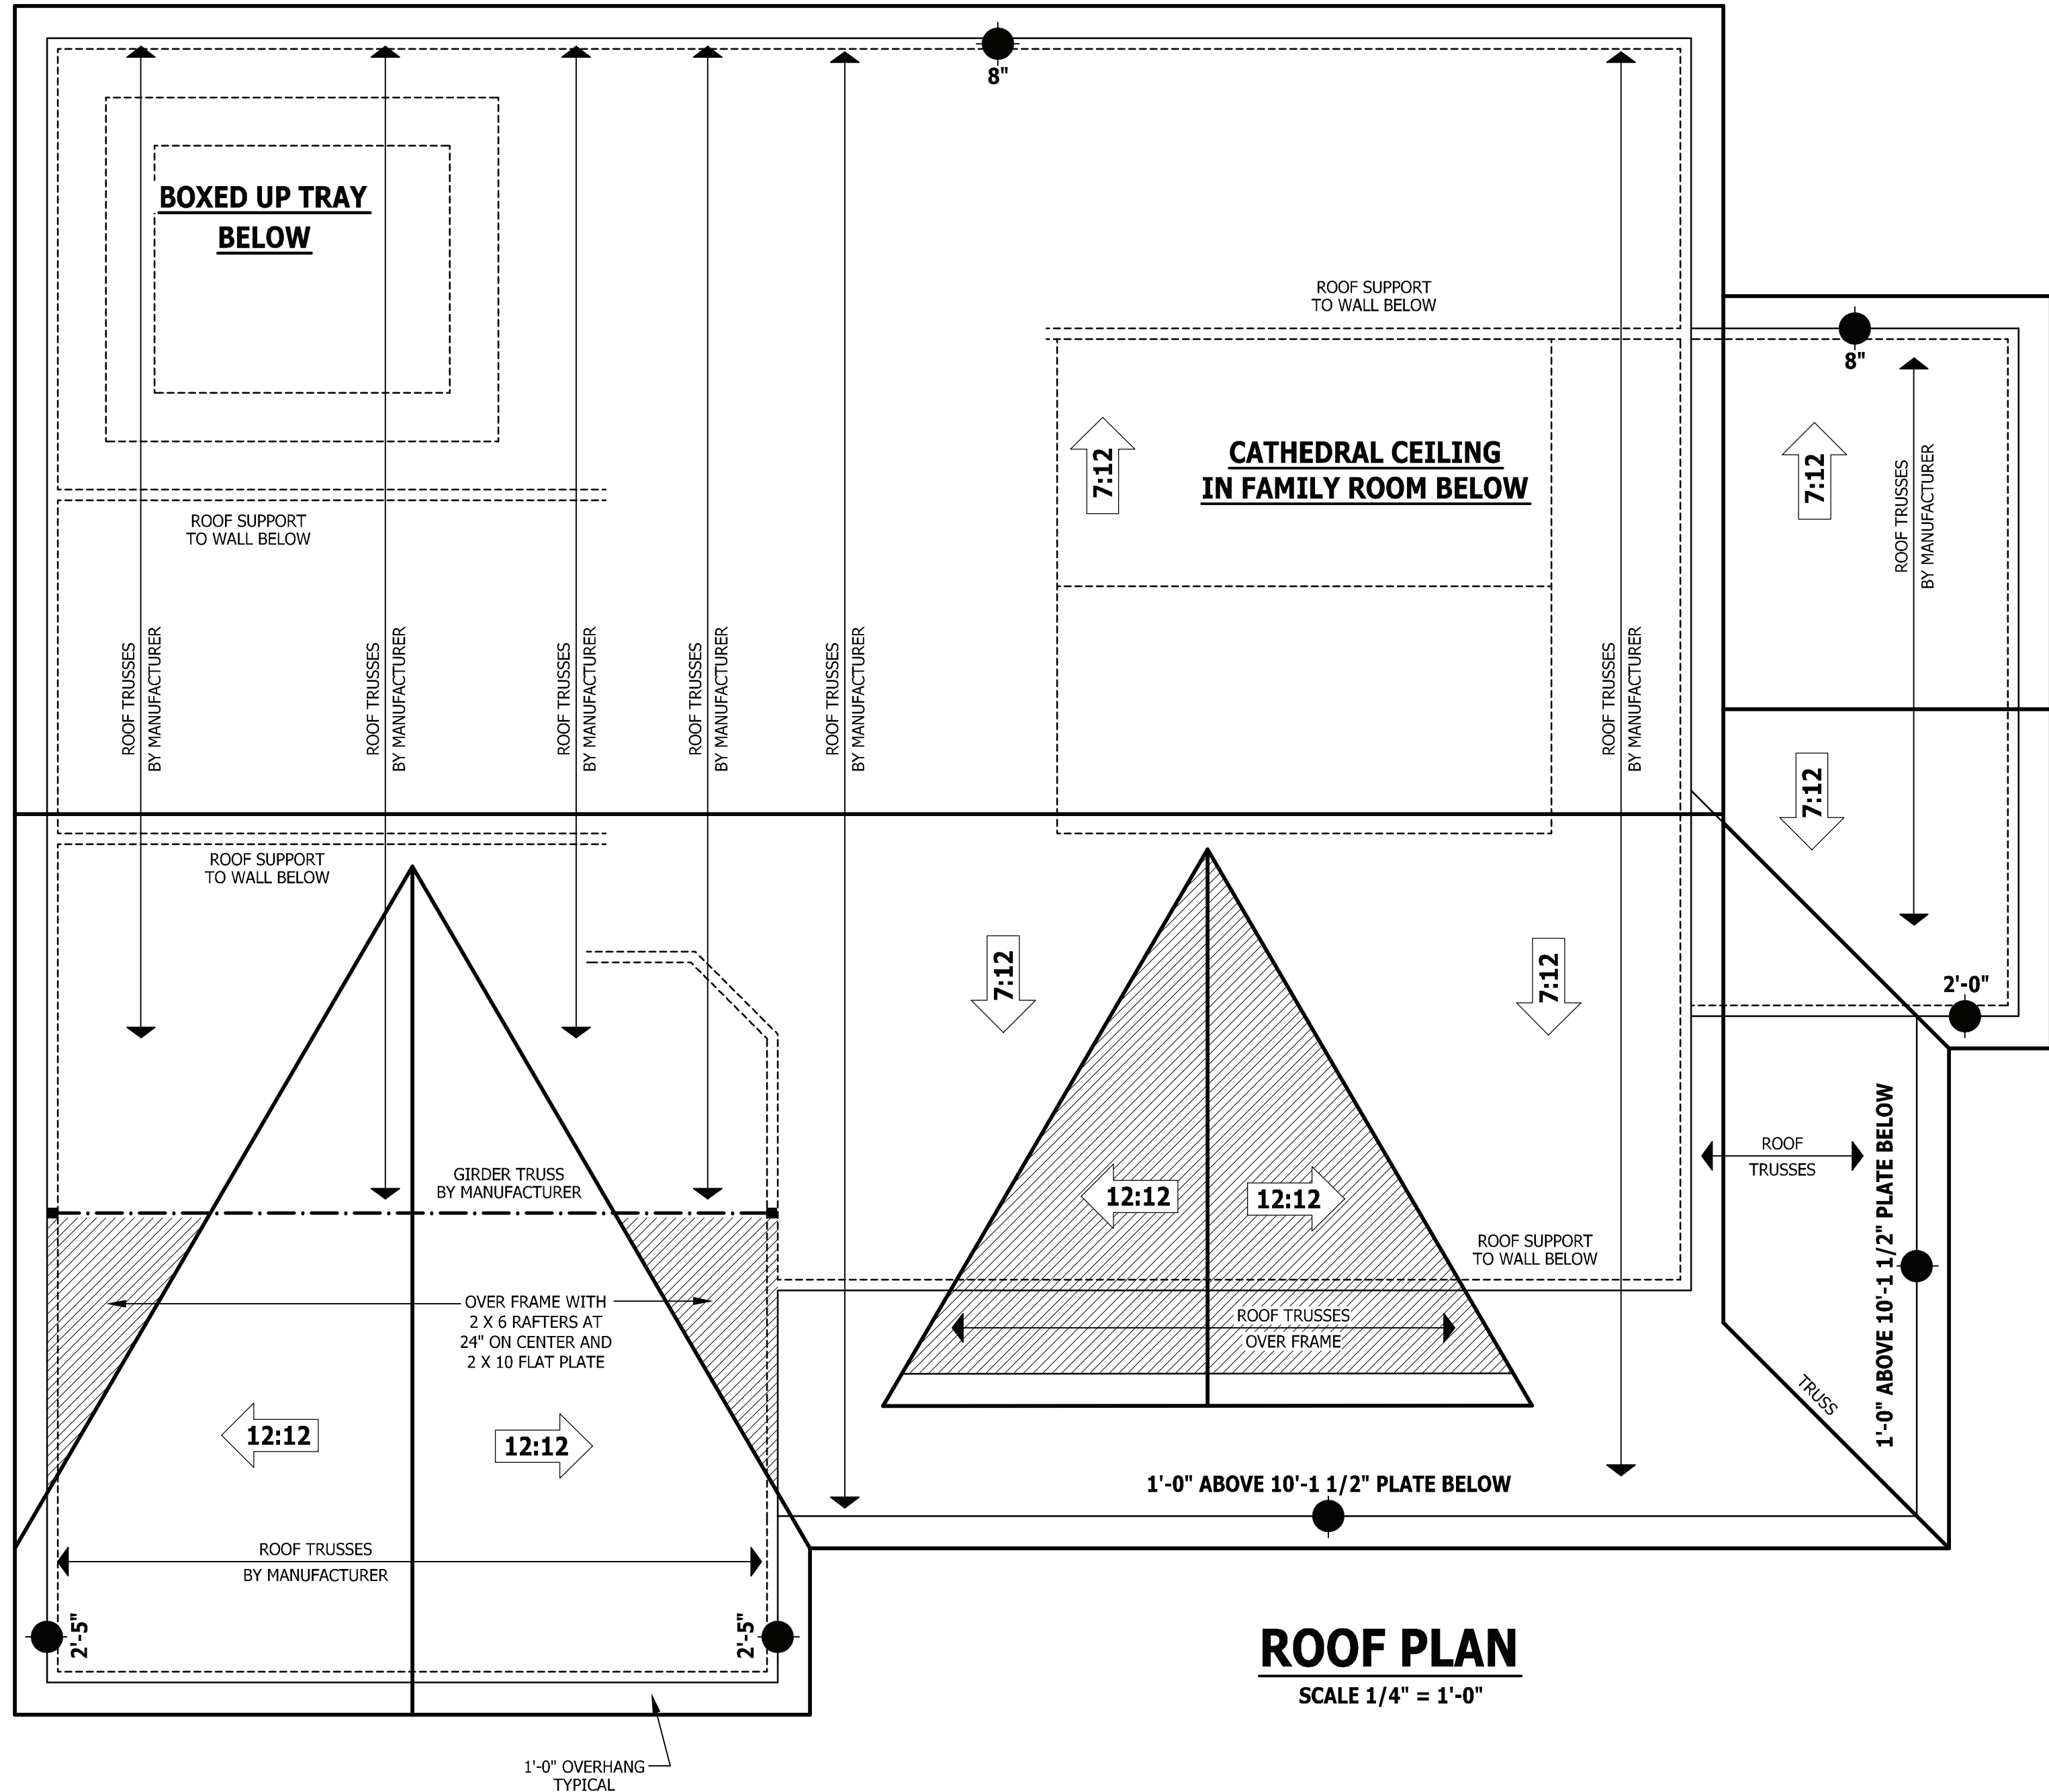 8"
BOXED UP TRAY
BELOW
ROOF SUPPORT
TO WALL BELOW
8"
7:12
CATHEDRAL CEILING
IN FAMILY ROOM BELOW
7:12
ROOF TRUSSES
BY MANUFACTURER
ROOF SUPPORT
TO WALL BELOW
ROOF TRUSSES
BY MANUFACTURER
ROOF TRUSSES
BY MANUFACTURER
ROOF TRUSSES
BY MANUFACTURER
ROOF TRUSSES
BY MANUFACTURER
ROOF TRUSSES
BY MANUFACTURER
ROOF TRUSSES
BY MANUFACTURER
7:12
ROOF SUPPORT
TO WALL BELOW
7:12
7:12
2'-0"
GIRDER TRUSS
BY MANUFACTURER
12:12
12:12
ROOF
TRUSSES
1'-0" ABOVE 10'-1 1/2" PLATE BELOW
ROOF SUPPORT
TO WALL BELOW
OVER FRAME WITH
2 X 6 RAFTERS AT
24" ON CENTER AND
2 X 10 FLAT PLATE
ROOF TRUSSES
OVER FRAME
TRUSS
12:12
12:12
1'-0" ABOVE 10'-1 1/2" PLATE BELOW
ROOF TRUSSES
BY MANUFACTURER
2'-5"
2'-5"
ROOF PLAN
SCALE 1/4" = 1'-0"
1'-0" OVERHANG
TYPICAL